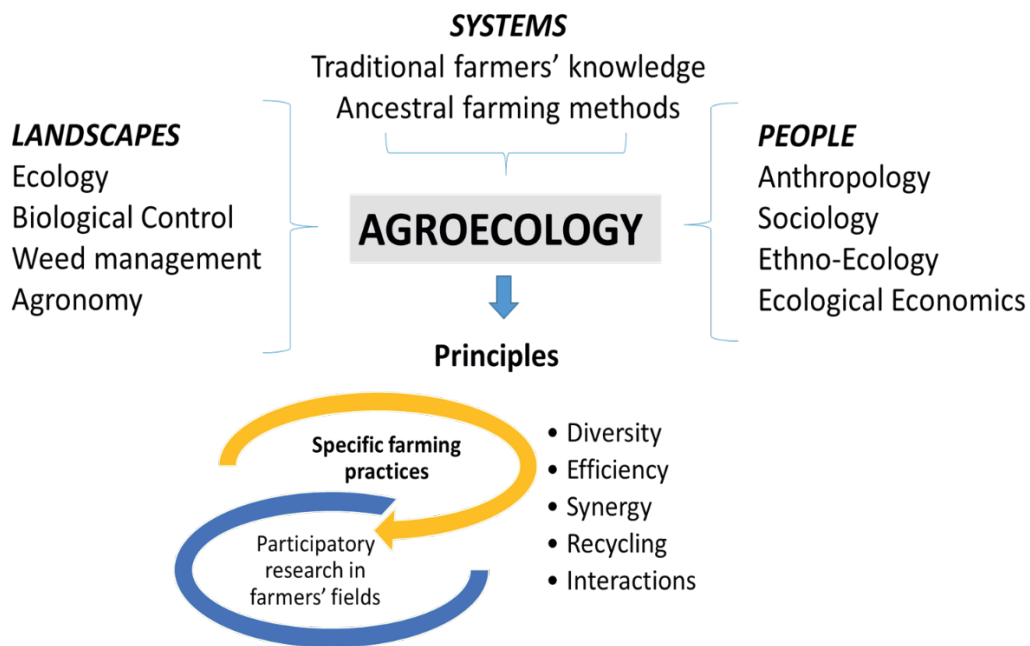 SYSTEMS
Traditional farmers’ knowledge
Ancestral farming methods
LANDSCAPES
Ecology
Biological Control
Weed management
Agronomy
AGROECOLOGY
PEOPLE
Anthropology
Sociology
Ethno-Ecology
Ecological Economics
Principles
Specific farming
practices
Participatory
research in
farmers’ fields
• Diversity
• Efficiency
• Synergy
• Recycling
• Interactions